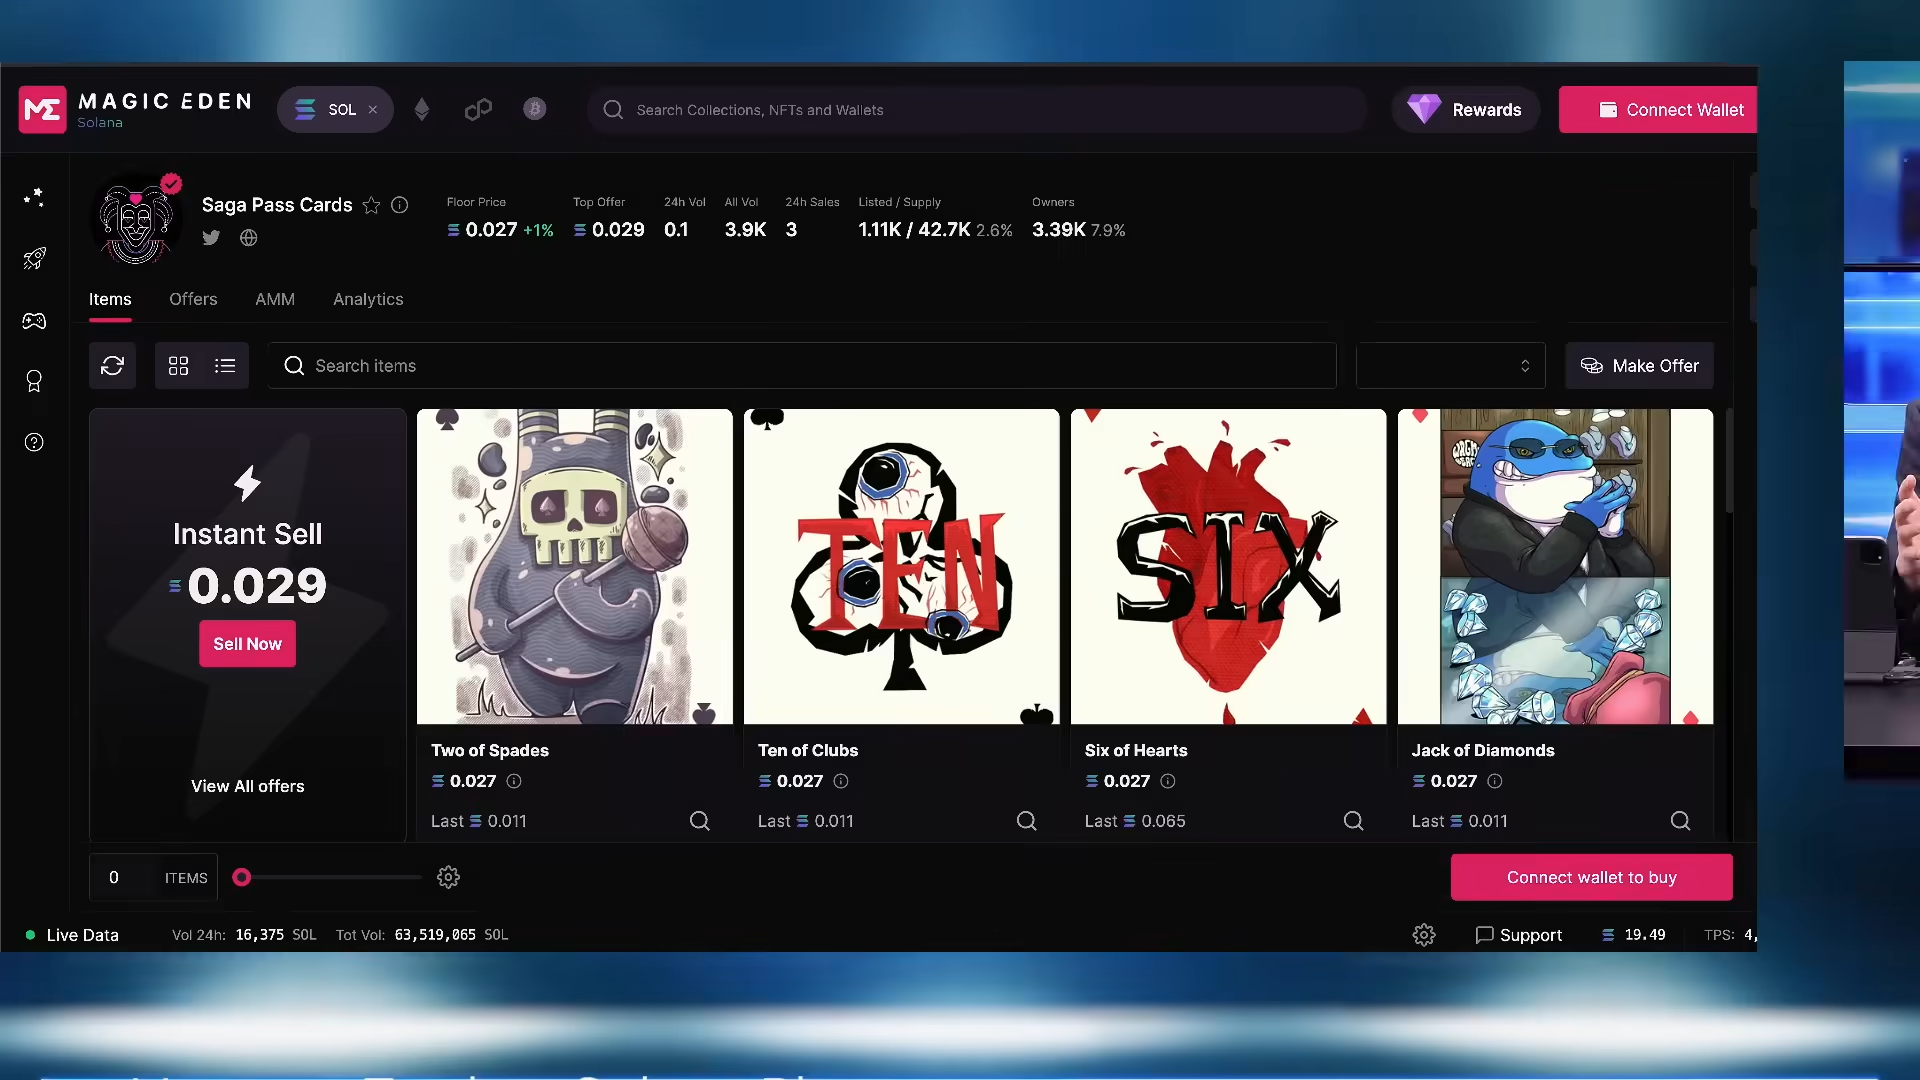 MAGIC EDEN
Solana
SOL
Search Collections, NFTs and Wallets
Rewards
Connect Wallet
Saga Pass Cards
Floor Price
0.027 +1%
Top Offer
0.029
24h Vol
0.1
All Vol
3.9K
24h Sales
3
Listed / Supply
1.11K / 42.7K 2.6%
Owners
3.39K 7.9%
Items
Offers
AMM
Analytics
Search items
Make Offer
Instant Sell
0.029
Sell Now
View All offers
TEN
SIX
Two of Spades
0.027
Last 0.011
Ten of Clubs
0.027
Last 0.011
Six of Hearts
0.027
Last 0.065
Jack of Diamonds
0.027
Last 0.011
0 ITEMS
Connect wallet to buy
Live Data
Vol 24h: 16,375 SOL
Tot Vol: 63,519,065 SOL
Support
19.49
TPS: 4,